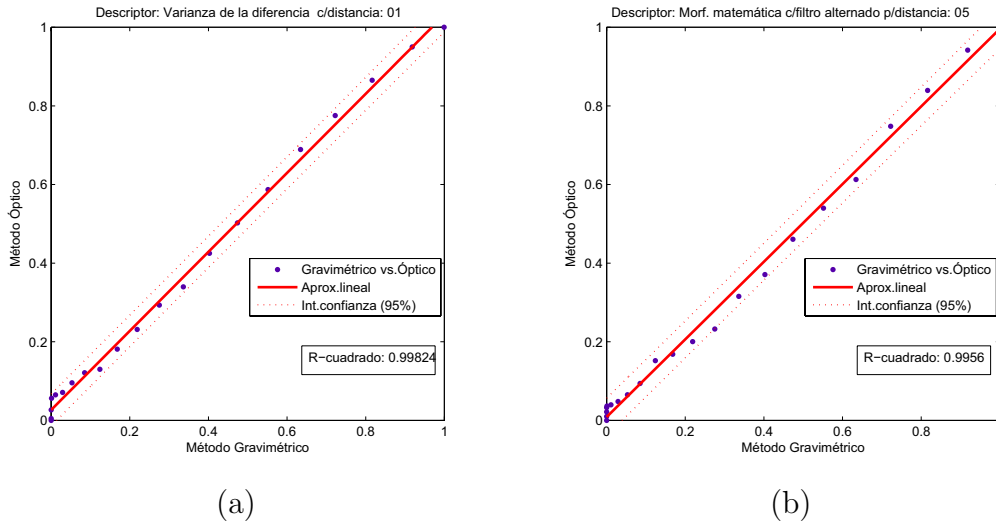 Descriptor: Varianza de la diferencia c/distancia: 01
1
0.8
0.6
0.4
0.2
0
Método Óptico
Gravimétrico vs.Óptico
Aprox.lineal
Int.confianza (95%)
R−cuadrado: 0.99824
0 0.2 0.4 0.6 0.8 1
Método Gravimétrico
(a)
Descriptor: Morf. matemática c/filtro alternado p/distancia: 05
1
0.8
0.6
0.4
0.2
0
Método Óptico
Gravimétrico vs.Óptico
Aprox.lineal
Int.confianza (95%)
R−cuadrado: 0.9956
0 0.2 0.4 0.6 0.8
Método Gravimétrico
(b)